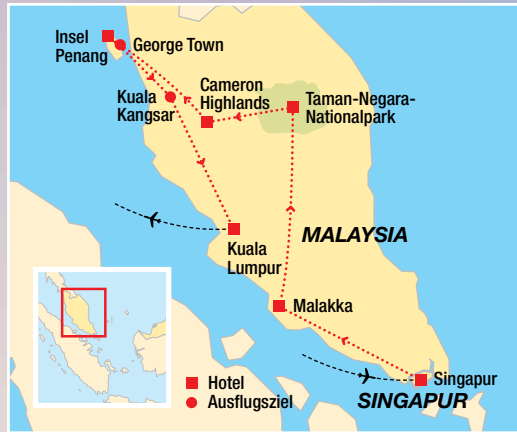 Insel
Penang
George Town
Kuala
Kangsar
Cameron
Highlands
Taman-Negara-
Nationalpark
MALAYSIA
Kuala
Lumpur
Malakka
Hotel
Ausflugsziel
Singapur
SINGAPUR